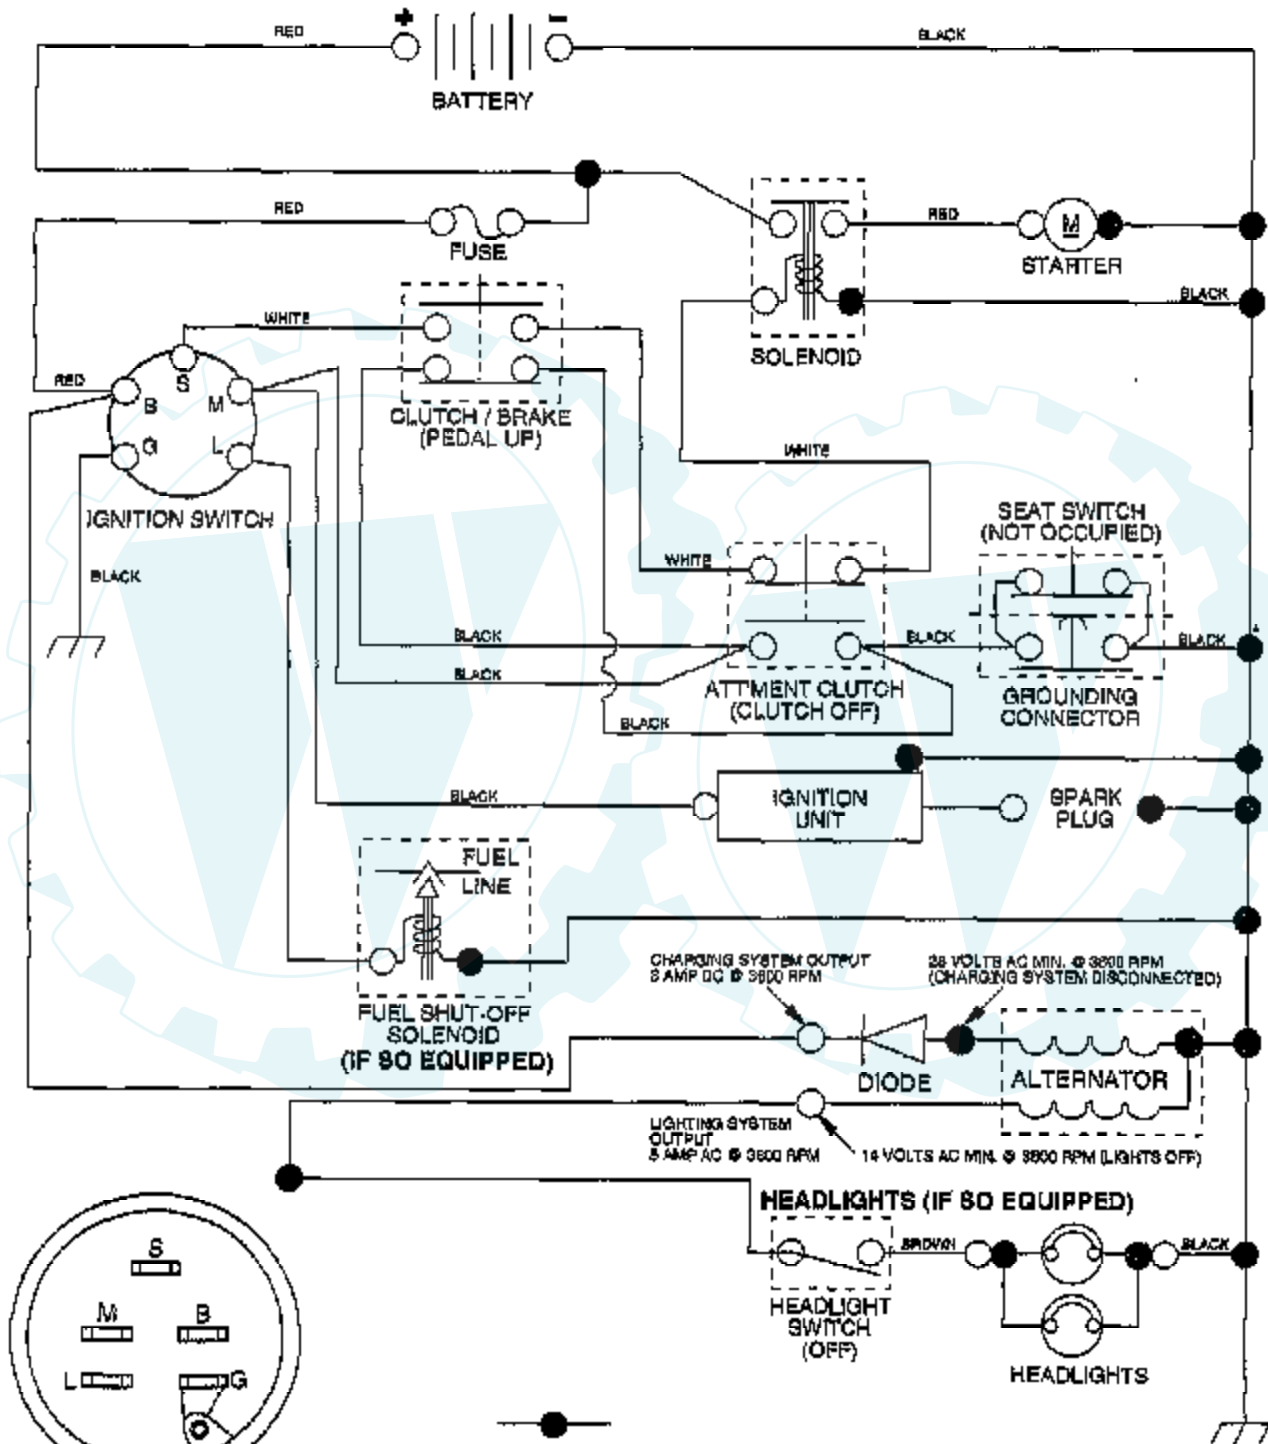 + −
RED
BLACK
BATTERY
RED
FUSE
RED
M
STARTER
BLACK
WHITE
SOLENOID
RED
S
B
M
G
L
CLUTCH / BRAKE
(PEDAL UP)
WHITE
IGNITION SWITCH
SEAT SWITCH
(NOT OCCUPIED)
BLACK
WHITE
BLACK
BLACK
BLACK
BLACK
ATTMENT CLUTCH
(CLUTCH OFF)
GROUNDING
CONNECTOR
BLACK
BLACK
IGNITION
UNIT
SPARK
PLUG
FUEL
LINE
CHARGING SYSTEM OUTPUT
3 AMP DC @ 3600 RPM
28 VOLTS AC MIN. @ 3600 RPM
(CHARGING SYSTEM DISCONNECTED)
FUEL SHUT-OFF
SOLENOID
(IF SO EQUIPPED)
DIODE
ALTERNATOR
LIGHTING SYSTEM
OUTPUT
5 AMP AC @ 3600 RPM
14 VOLTS AC MIN. @ 3600 RPM (LIGHTS OFF)
HEADLIGHTS (IF SO EQUIPPED)
BROWN
BLACK
HEADLIGHT
SWITCH
(OFF)
HEADLIGHTS
S
M
B
L
G